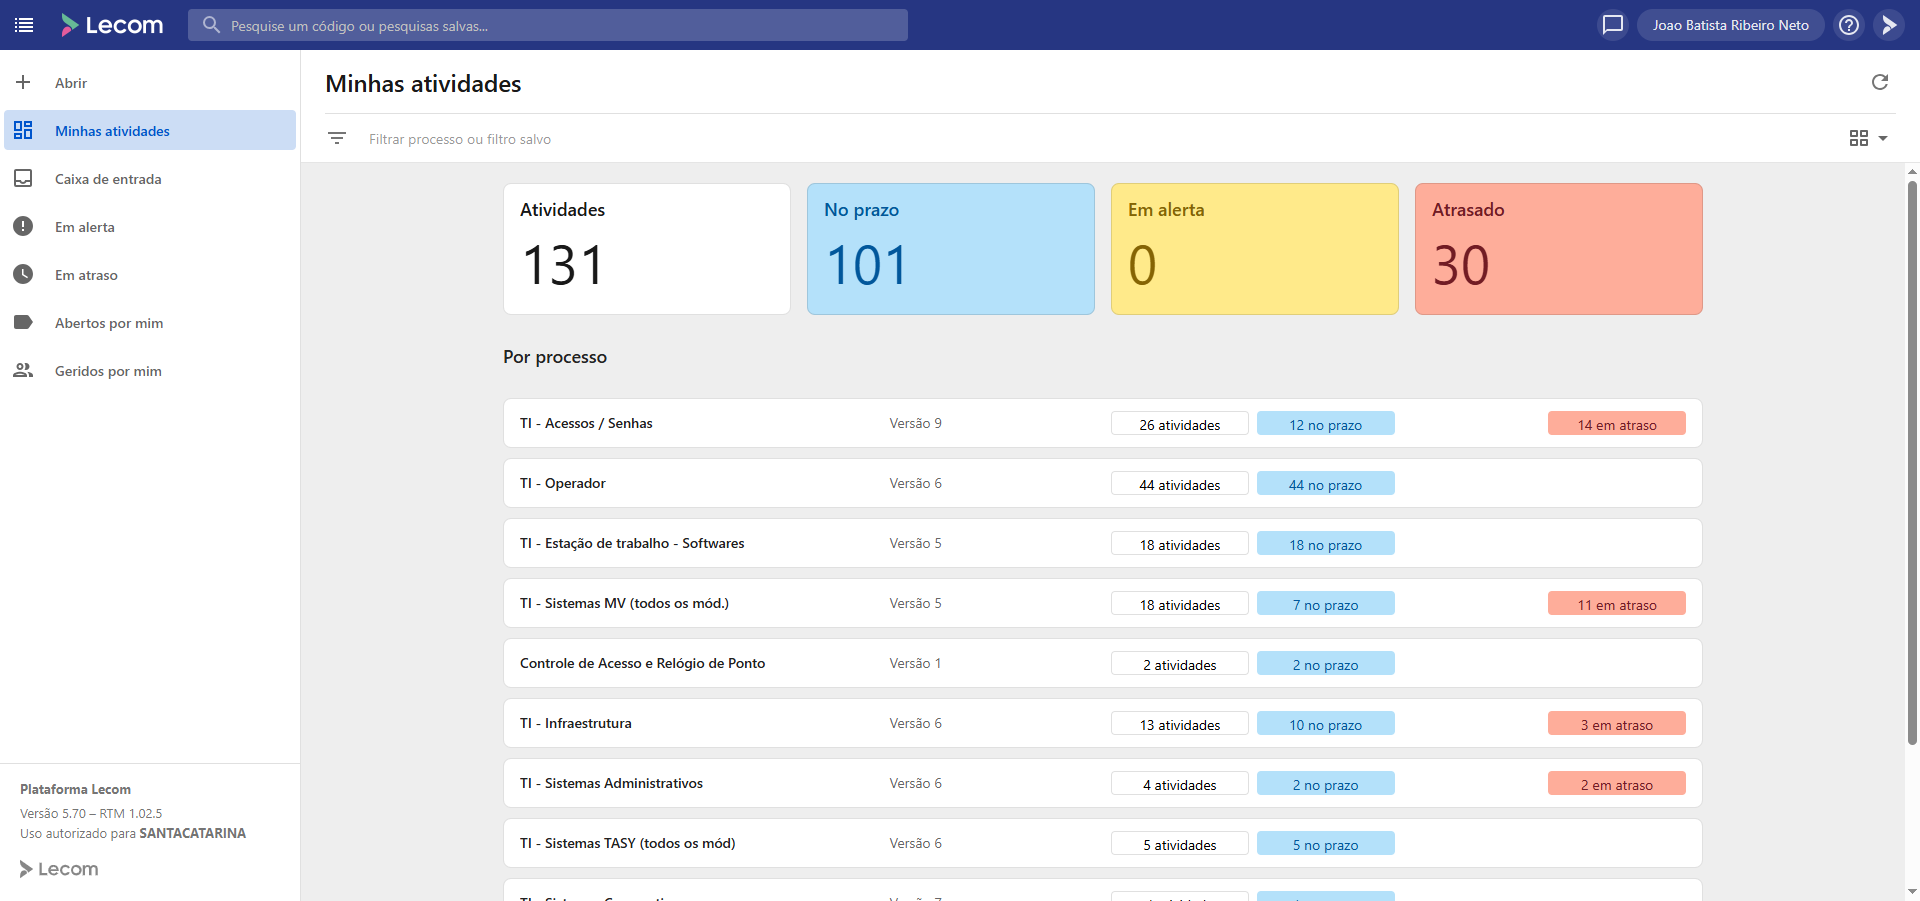 Lecom
Pesquise um código ou pesquisas salvas...
Joao Batista Ribeiro Neto
Abrir
Minhas atividades
Caixa de entrada
Em alerta
Em atraso
Abertos por mim
Geridos por mim
Plataforma Lecom
Versão 5.70 – RTM 1.02.5
Uso autorizado para SANTACATARINA
Lecom
Minhas atividades
Filtrar processo ou filtro salvo
Atividades
131
No prazo
101
Em alerta
0
Atrasado
30
Por processo
TI - Acessos / Senhas Versão 9 26 atividades 12 no prazo 14 em atraso
TI - Operador Versão 6 44 atividades 44 no prazo
TI - Estação de trabalho - Softwares Versão 5 18 atividades 18 no prazo
TI - Sistemas MV (todos os mód.) Versão 5 18 atividades 7 no prazo 11 em atraso
Controle de Acesso e Relógio de Ponto Versão 1 2 atividades 2 no prazo
TI - Infraestrutura Versão 6 13 atividades 10 no prazo 3 em atraso
TI - Sistemas Administrativos Versão 6 4 atividades 2 no prazo 2 em atraso
TI - Sistemas TASY (todos os mód) Versão 6 5 atividades 5 no prazo